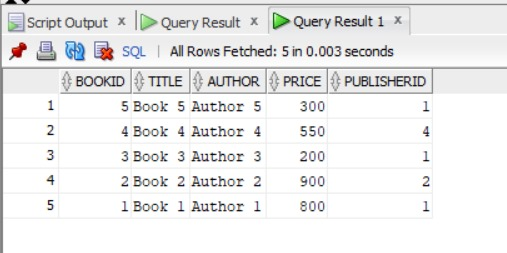 Script Output x Query Result x Query Result 1 x
SQL | All Rows Fetched: 5 in 0.003 seconds
BOOKID TITLE AUTHOR PRICE PUBLISHERID
1 5 Book 5 Author 5 300 1
2 4 Book 4 Author 4 550 4
3 3 Book 3 Author 3 200 1
4 2 Book 2 Author 2 900 2
5 1 Book 1 Author 1 800 1